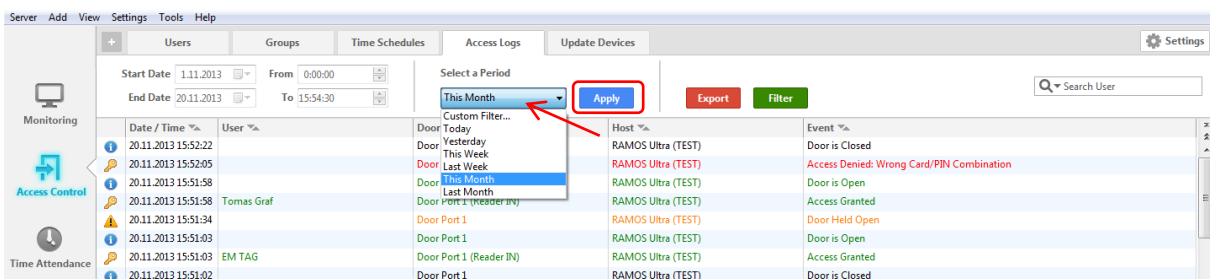 Server Add View Settings Tools Help
+ Users Groups Time Schedules Access Logs Update Devices Settings
Start Date 1.11.2013 From 0:00:00 Select a Period
End Date 20.11.2013 To 15:54:30 This Month Apply Export Filter Search User
Custom Filter...
Today
Yesterday
This Week
Last Week
This Month
Last Month
Monitoring
Access Control
Time Attendance
Date / Time User Door Host Event
20.11.2013 15:52:22 Door RAMOS Ultra (TEST) Door is Closed
20.11.2013 15:52:05 Door RAMOS Ultra (TEST) Access Denied: Wrong Card/PIN Combination
20.11.2013 15:51:58 Door RAMOS Ultra (TEST) Door is Open
20.11.2013 15:51:58 Tomas Graf Door Port 1 (Reader IN) RAMOS Ultra (TEST) Access Granted
20.11.2013 15:51:34 Door Port 1 RAMOS Ultra (TEST) Door Held Open
20.11.2013 15:51:03 Door Port 1 RAMOS Ultra (TEST) Door is Open
20.11.2013 15:51:03 EM TAG Door Port 1 (Reader IN) RAMOS Ultra (TEST) Access Granted
20.11.2013 15:51:02 Door Port 1 RAMOS Ultra (TEST) Door is Closed